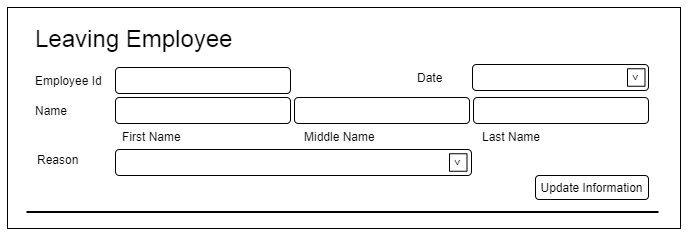 Leaving Employee
Employee Id
Date
v
Name
First Name
Middle Name
Last Name
Reason
v
Update Information